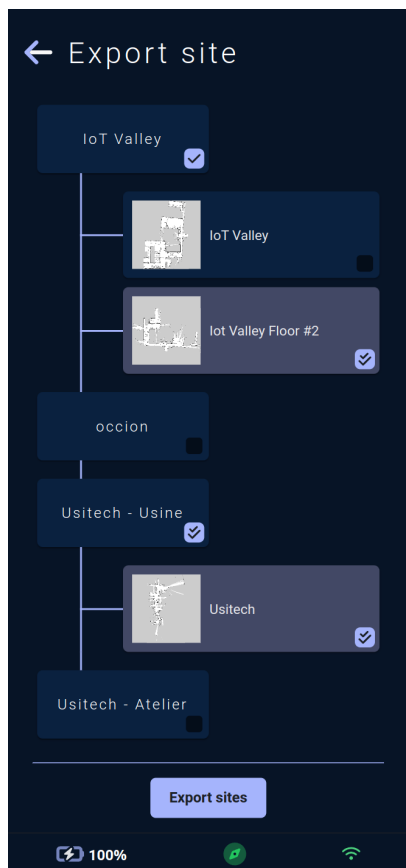 Export site
IoT Valley
IoT Valley
Iot Valley Floor #2
occion
Usitech - Usine
Usitech
Usitech - Atelier
Export sites
100%